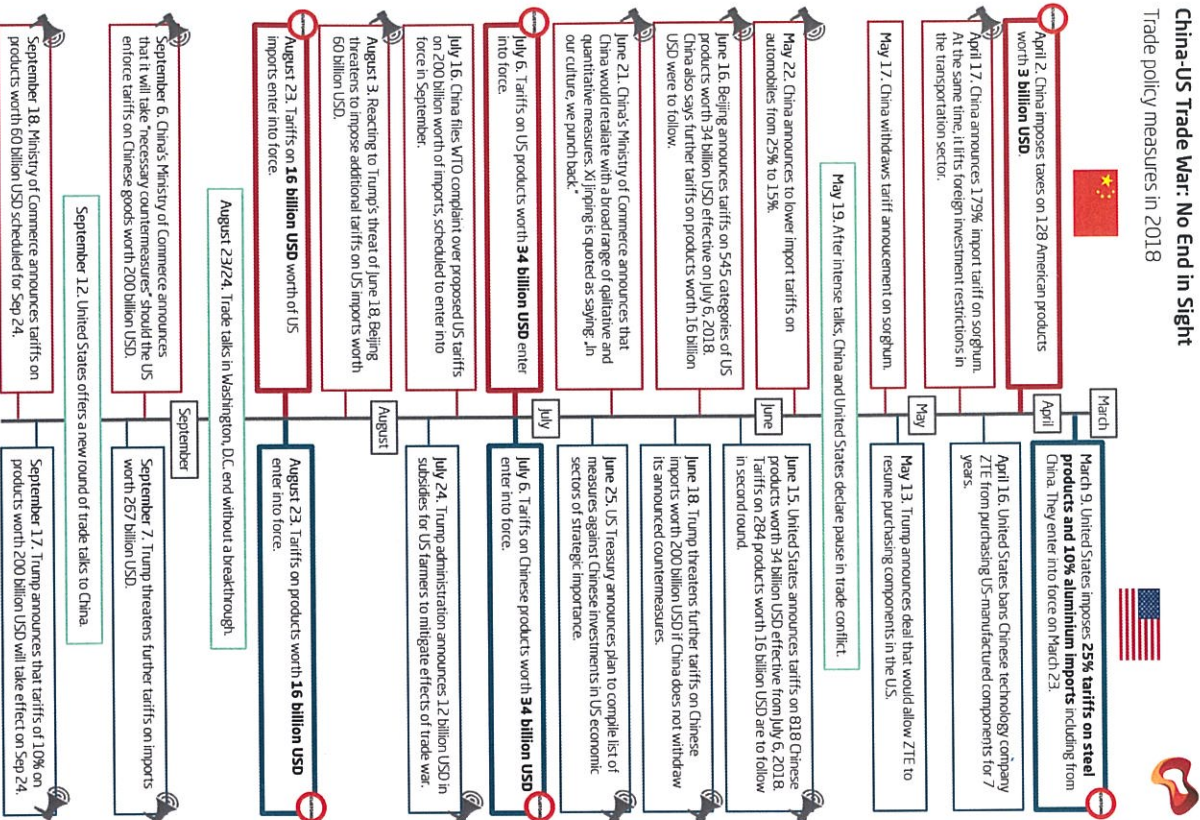 China-US Trade War: No End in Sight
Trade policy measures in 2018
March
March 9. United States imposes 25% tariffs on steel
products and 10% aluminium imports including from
China. They enter into force on March 23.
April 2. China imposes taxes on 128 American products
worth 3 billion USD.
April
April 17. China announces 179% import tariff on sorghum.
At the same time, it lifts foreign investment restrictions in
the transportation sector.
April 16. United States bans Chinese technology company
ZTE from purchasing US-manufactured components for 7
years.
May
May 17. China withdraws tariff annoucement on sorghum.
May 13. Trump announces deal that would allow ZTE to
resume purchasing components in the U.S.
May 19. After intense talks, China and United States declare pause in trade conflict.
May 22. China announces to lower import tariffs on
automobiles from 25% to 15%.
June
June 15. United States announces tariffs on 818 Chinese
products worth 34 billion USD effective from July 6, 2018.
Tariffs on 284 products worth 16 billion USD are to follow
in second round.
June 16. Beijing announces tariffs on 545 categories of US
products worth 34 billion USD effective on July 6, 2018.
China also says further tariffs on products worth 16 billion
USD were to follow.
June 18. Trump threatens further tariffs on Chinese
imports worth 200 billion USD if China does not withdraw
its announced countermeasures.
June 21. China's Ministry of Commerce announces that
China would retaliate with a broad range of qalitative and
quantitative measures. Xi Jinping is quoted as saying: „In
our culture, we punch back."
June 25. US Treasury announces plan to compile list of
measures against Chinese investments in US economic
sectors of strategic importance.
July
July 6. Tariffs on US products worth 34 billion USD enter
into force.
July 6. Tariffs on Chinese products worth 34 billion USD
enter into force.
July 16. China files WTO complaint over proposed US tariffs
on 200 billion worth of imports, scheduled to enter into
force in September.
July 24. Trump administration announces 12 billion USD in
subsidies for US farmers to mitigate effects of trade war.
August
August 3. Reacting to Trump's threat of June 18, Beijing
threatens to impose additional tariffs on US imports worth
60 billion USD.
August 23. Tariffs on 16 billion USD worth of US
imports enter into force.
August 23. Tariffs on products worth 16 billion USD
enter into force.
August 23/24. Trade talks in Washington, D.C. end without a breakthrough.
September
September 6. China's Ministry of Commerce announces
that it will take "necessary countermeasures" should the US
enforce tariffs on Chinese goods worth 200 billion USD.
September 7. Trump threatens further tariffs on imports
worth 267 billion USD.
September 12. United States offers a new round of trade talks to China.
September 18. Ministry of Commerce announces tariffs on
products worth 60 billion USD scheduled for Sep 24.
September 17. Trump announces that tariffs of 10% on
products worth 200 billion USD will take effect on Sep 24.